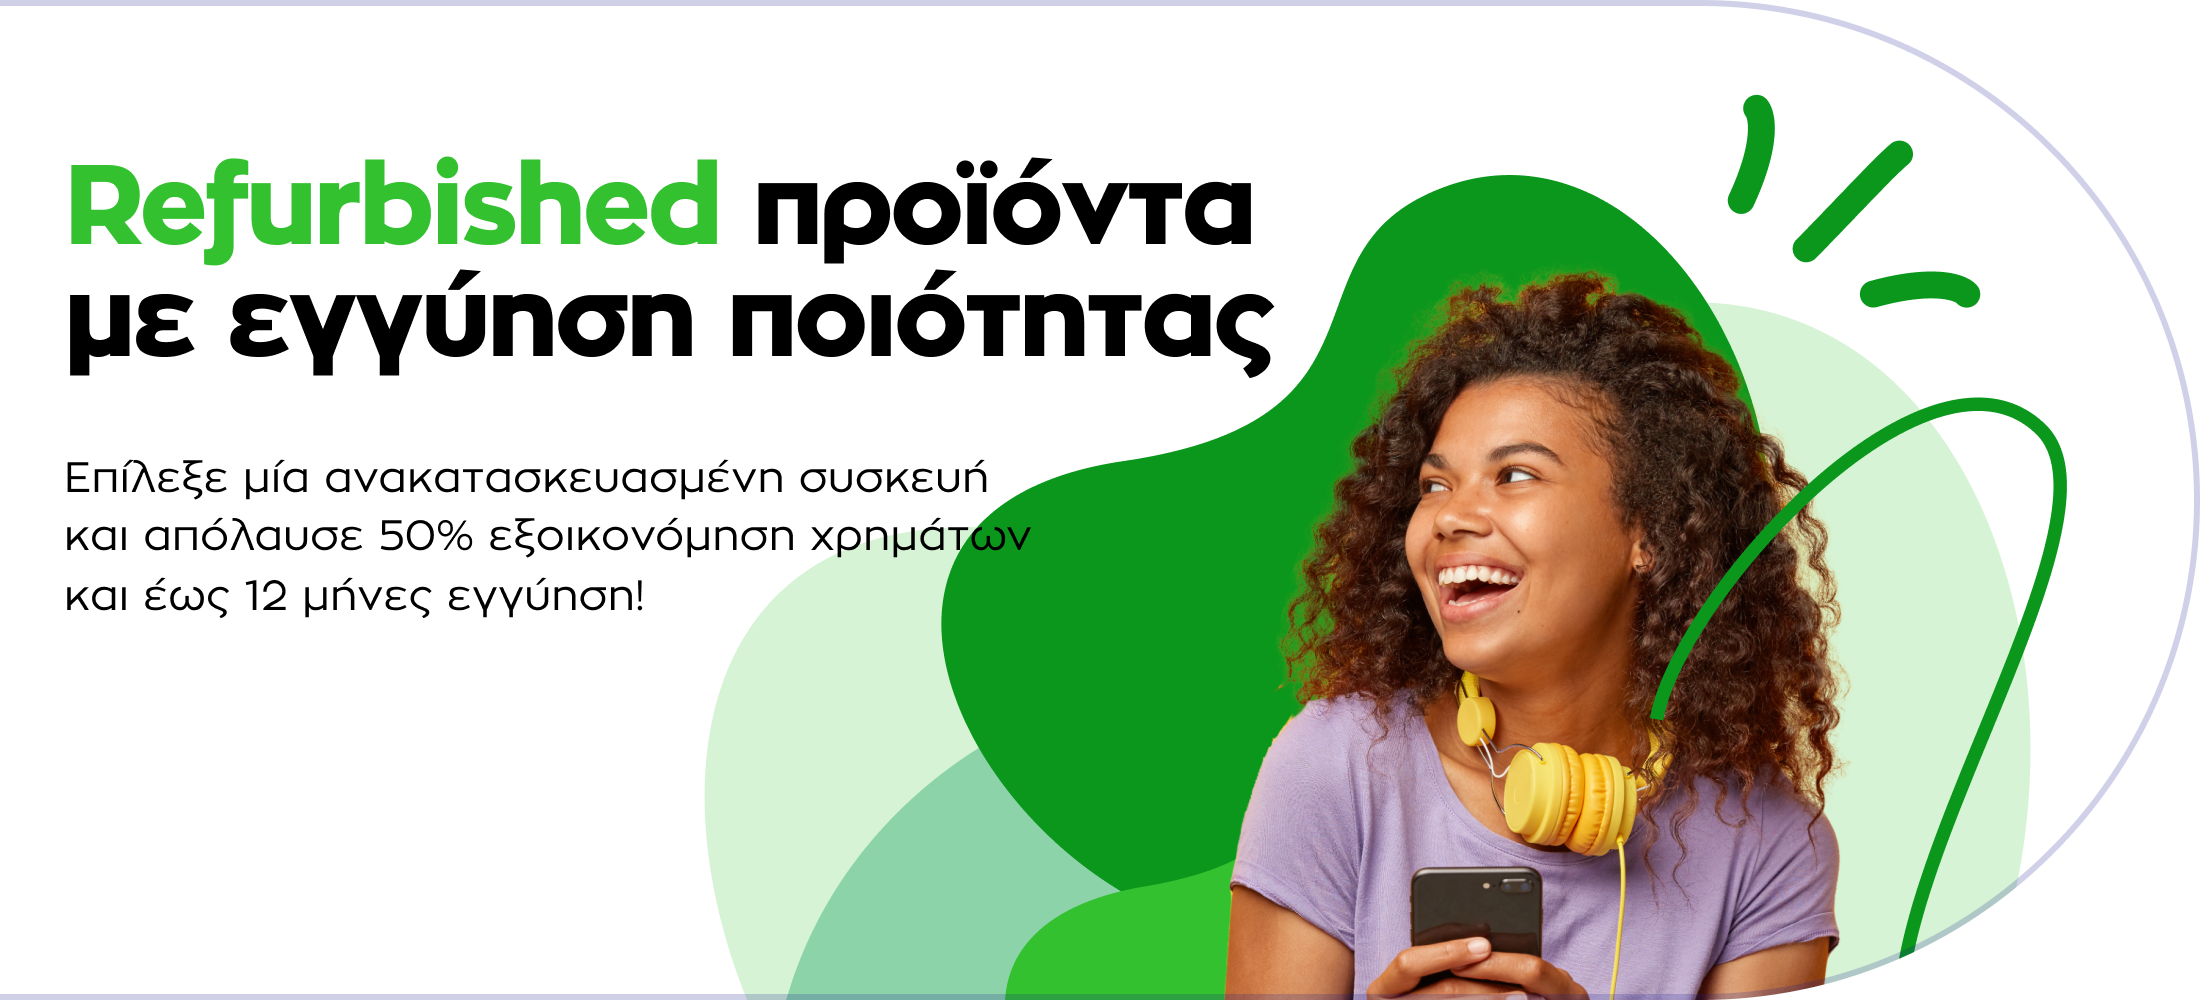 Refurbished προϊόντα
με εγγύηση ποιότητας
Επίλεξε μία ανακατασκευασμένη συσκευή
και απόλαυσε 50% εξοικονόμηση χρημάτων
και έως 12 μήνες εγγύηση!